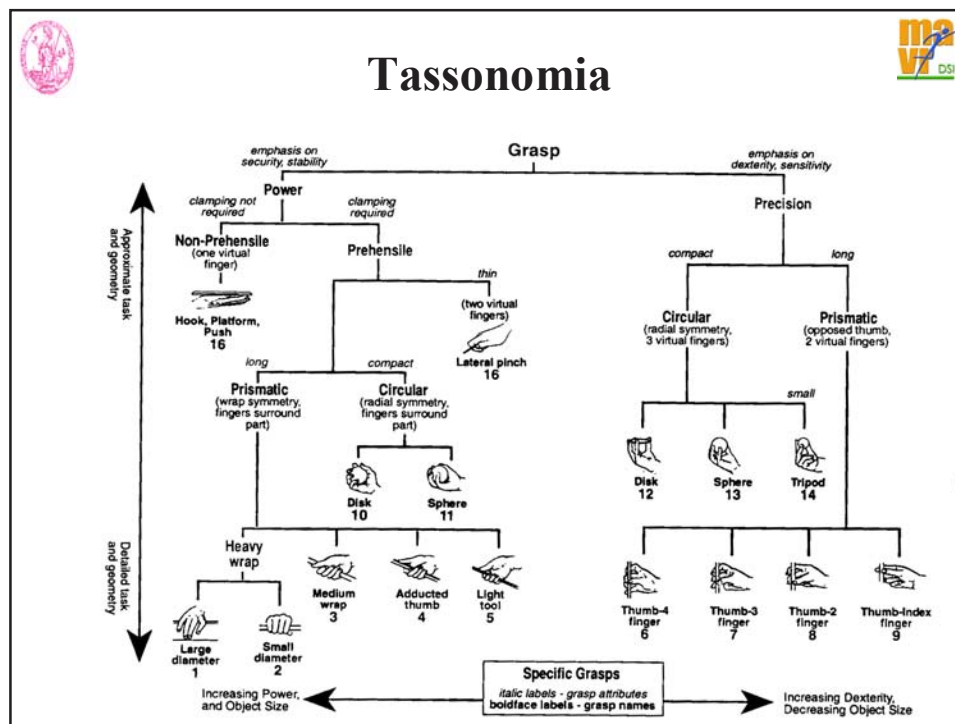 ma
vi
DSI
Tassonomia
Grasp
emphasis on
security, stability
emphasis on
dexterity, sensitivity
Power
Precision
clamping not
required
clamping
required
Non-Prehensile
(one virtual
finger)
Prehensile
Hook, Platform,
Push
16
thin
(two virtual
fingers)
Lateral pinch
16
compact
long
Circular
(radial symmetry,
3 virtual fingers)
Prismatic
(opposed thumb,
2 virtual fingers)
long
compact
Prismatic
(wrap symmetry,
fingers surround
part)
Circular
(radial symmetry,
fingers surround
part)
small
Disk
10
Sphere
11
Disk
12
Sphere
13
Tripod
14
Heavy
wrap
Medium
wrap
3
Adducted
thumb
4
Light
tool
5
Thumb-4
finger
6
Thumb-3
finger
7
Thumb-2
finger
8
Thumb-Index
finger
9
Large
diameter
1
Small
diameter
2
Approximate task
and geometry
Detailed task
and geometry
Increasing Power,
and Object Size
Specific Grasps
italic labels - grasp attributes
boldface labels - grasp names
Increasing Dexterity,
Decreasing Object Size